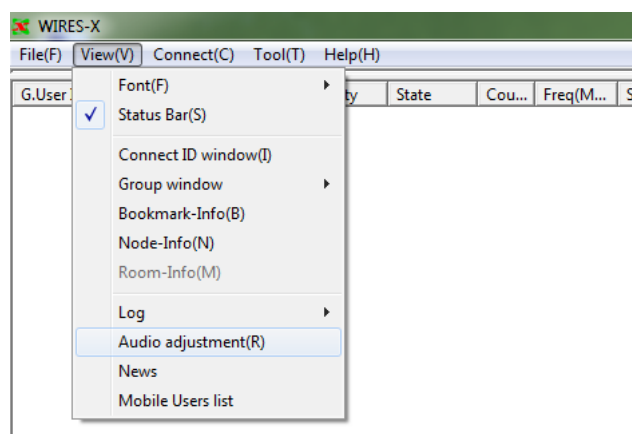 WIRES-X
File(F) View(V) Connect(C) Tool(T) Help(H)
G.User ty State Cou... Freq(M... S
Font(F)
Status Bar(S)
Connect ID window(I)
Group window
Bookmark-Info(B)
Node-Info(N)
Room-Info(M)
Log
Audio adjustment(R)
News
Mobile Users list